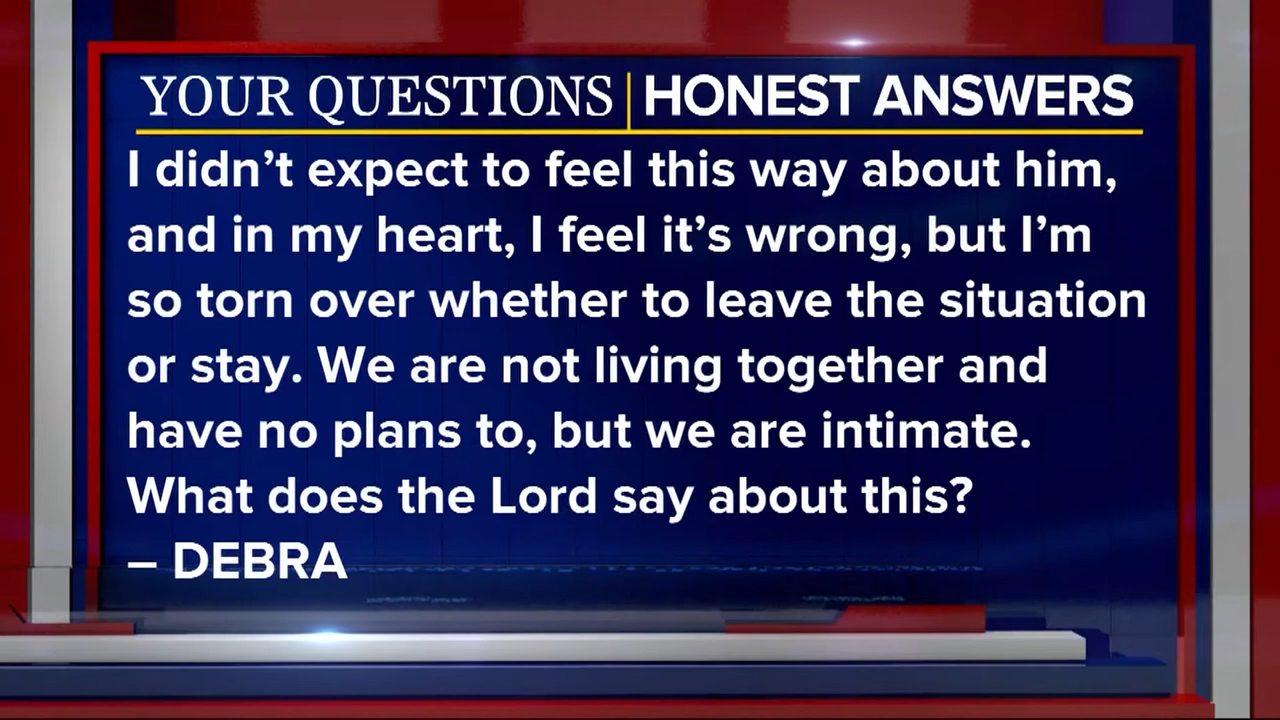 YOUR QUESTIONS | HONEST ANSWERS
I didn’t expect to feel this way about him,
and in my heart, I feel it’s wrong, but I’m
so torn over whether to leave the situation
or stay. We are not living together and
have no plans to, but we are intimate.
What does the Lord say about this?
– DEBRA